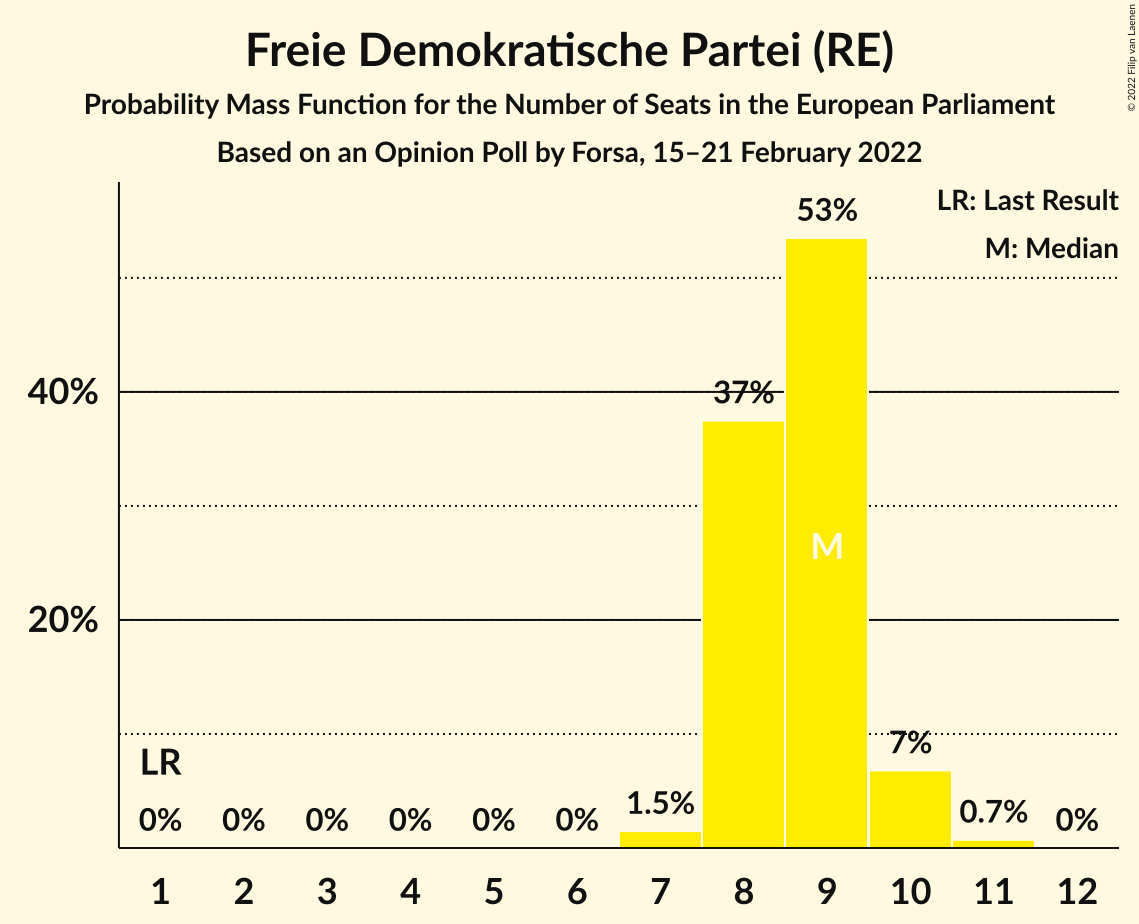 Freie Demokratische Partei (RE)
Probability Mass Function for the Number of Seats in the European Parliament
Based on an Opinion Poll by Forsa, 15–21 February 2022
© 2022 Filip van Laenen
LR: Last Result
M: Median
53%
40%
37%
M
20%
7%
LR
0% 0% 0% 0% 0% 0% 1.5% 0.7% 0%
1 2 3 4 5 6 7 8 9 10 11 12